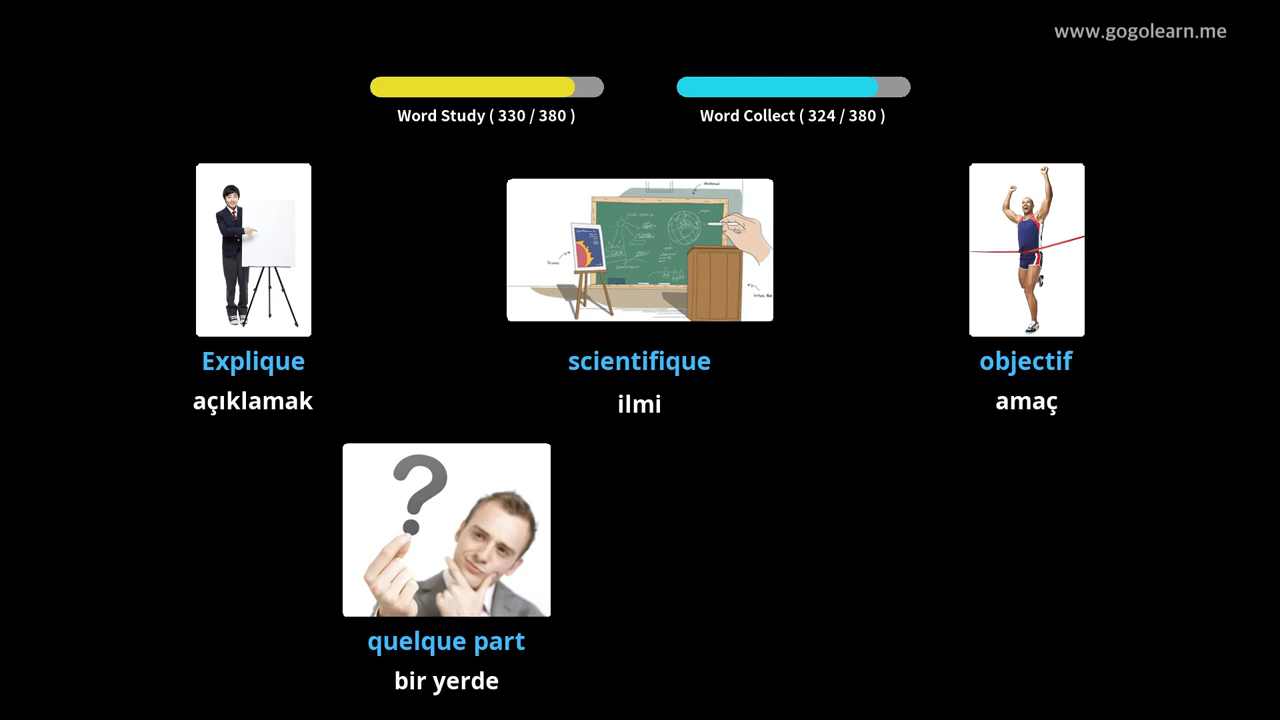 www.gogolearn.me
Word Study ( 330 / 380 )
Word Collect ( 324 / 380 )
Explique
açıklamak
scientifique
ilmi
objectif
amaç
quelque part
bir yerde